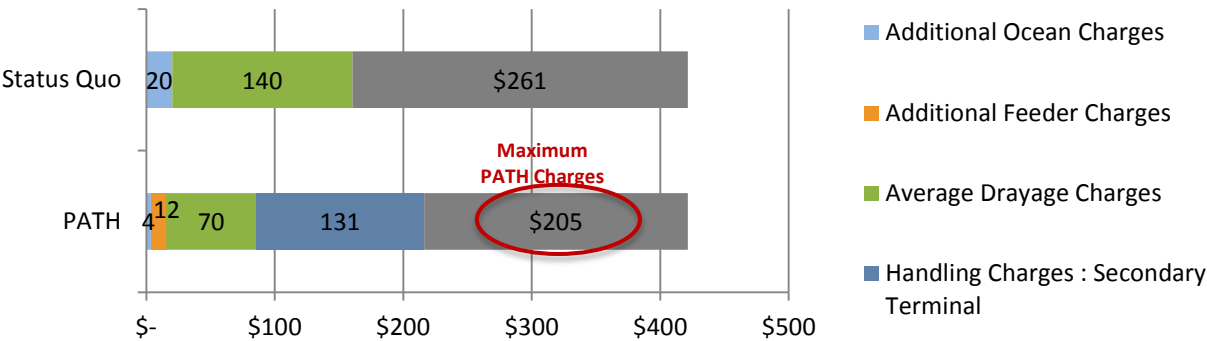 Status Quo
20
140
$261
Maximum
PATH Charges
PATH
4
12
70
131
$205
$-
$100
$200
$300
$400
$500
Additional Ocean Charges
Additional Feeder Charges
Average Drayage Charges
Handling Charges : Secondary
Terminal